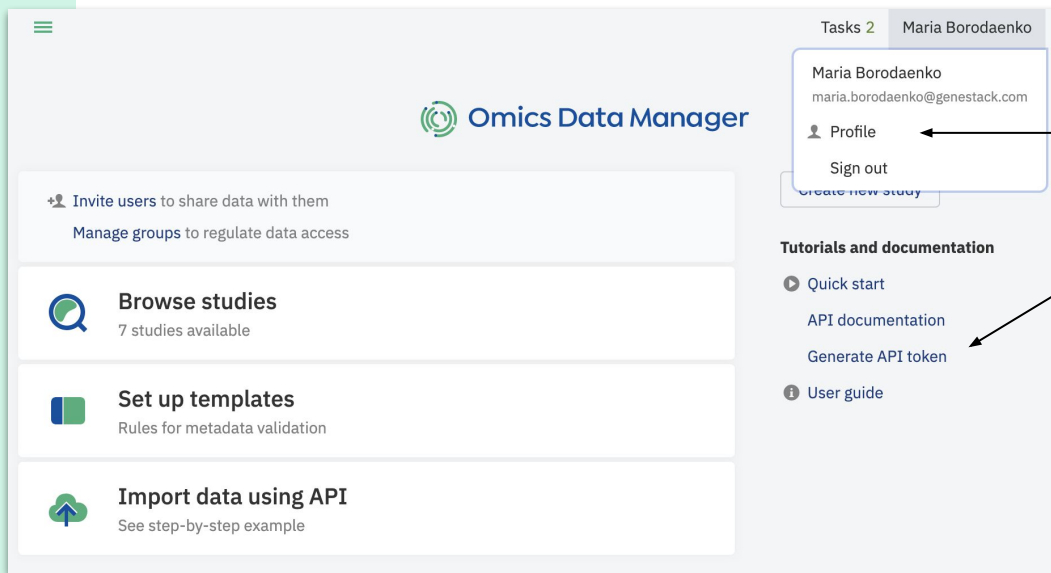 Tasks 2 Maria Borodaenko
Maria Borodaenko
maria.borodaenko@genestack.com
Profile
Sign out
Omics Data Manager
Invite users to share data with them
Manage groups to regulate data access
Browse studies
7 studies available
Set up templates
Rules for metadata validation
Import data using API
See step-by-step example
Create new study
Tutorials and documentation
Quick start
API documentation
Generate API token
User guide